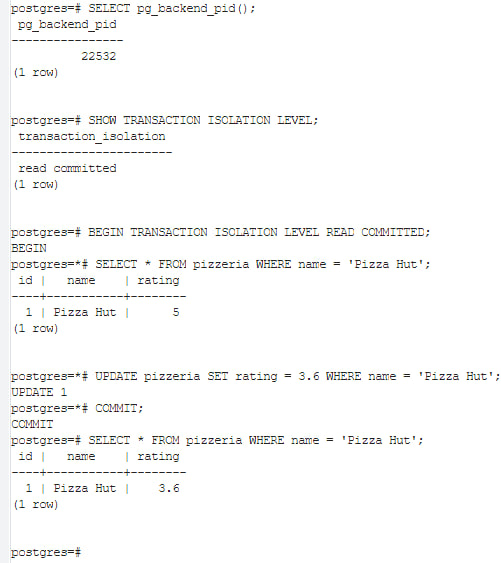 postgres=# SELECT pg_backend_pid();
 pg_backend_pid
----------------
          22532
(1 row)

postgres=# SHOW TRANSACTION ISOLATION LEVEL;
 transaction_isolation
-----------------------
 read committed
(1 row)

postgres=# BEGIN TRANSACTION ISOLATION LEVEL READ COMMITTED;
BEGIN
postgres=*# SELECT * FROM pizzeria WHERE name = 'Pizza Hut';
 id |   name    | rating
----+-----------+--------
  1 | Pizza Hut |      5
(1 row)

postgres=*# UPDATE pizzeria SET rating = 3.6 WHERE name = 'Pizza Hut';
UPDATE 1
postgres=*# COMMIT;
COMMIT
postgres=# SELECT * FROM pizzeria WHERE name = 'Pizza Hut';
 id |   name    | rating
----+-----------+--------
  1 | Pizza Hut |    3.6
(1 row)

postgres=#